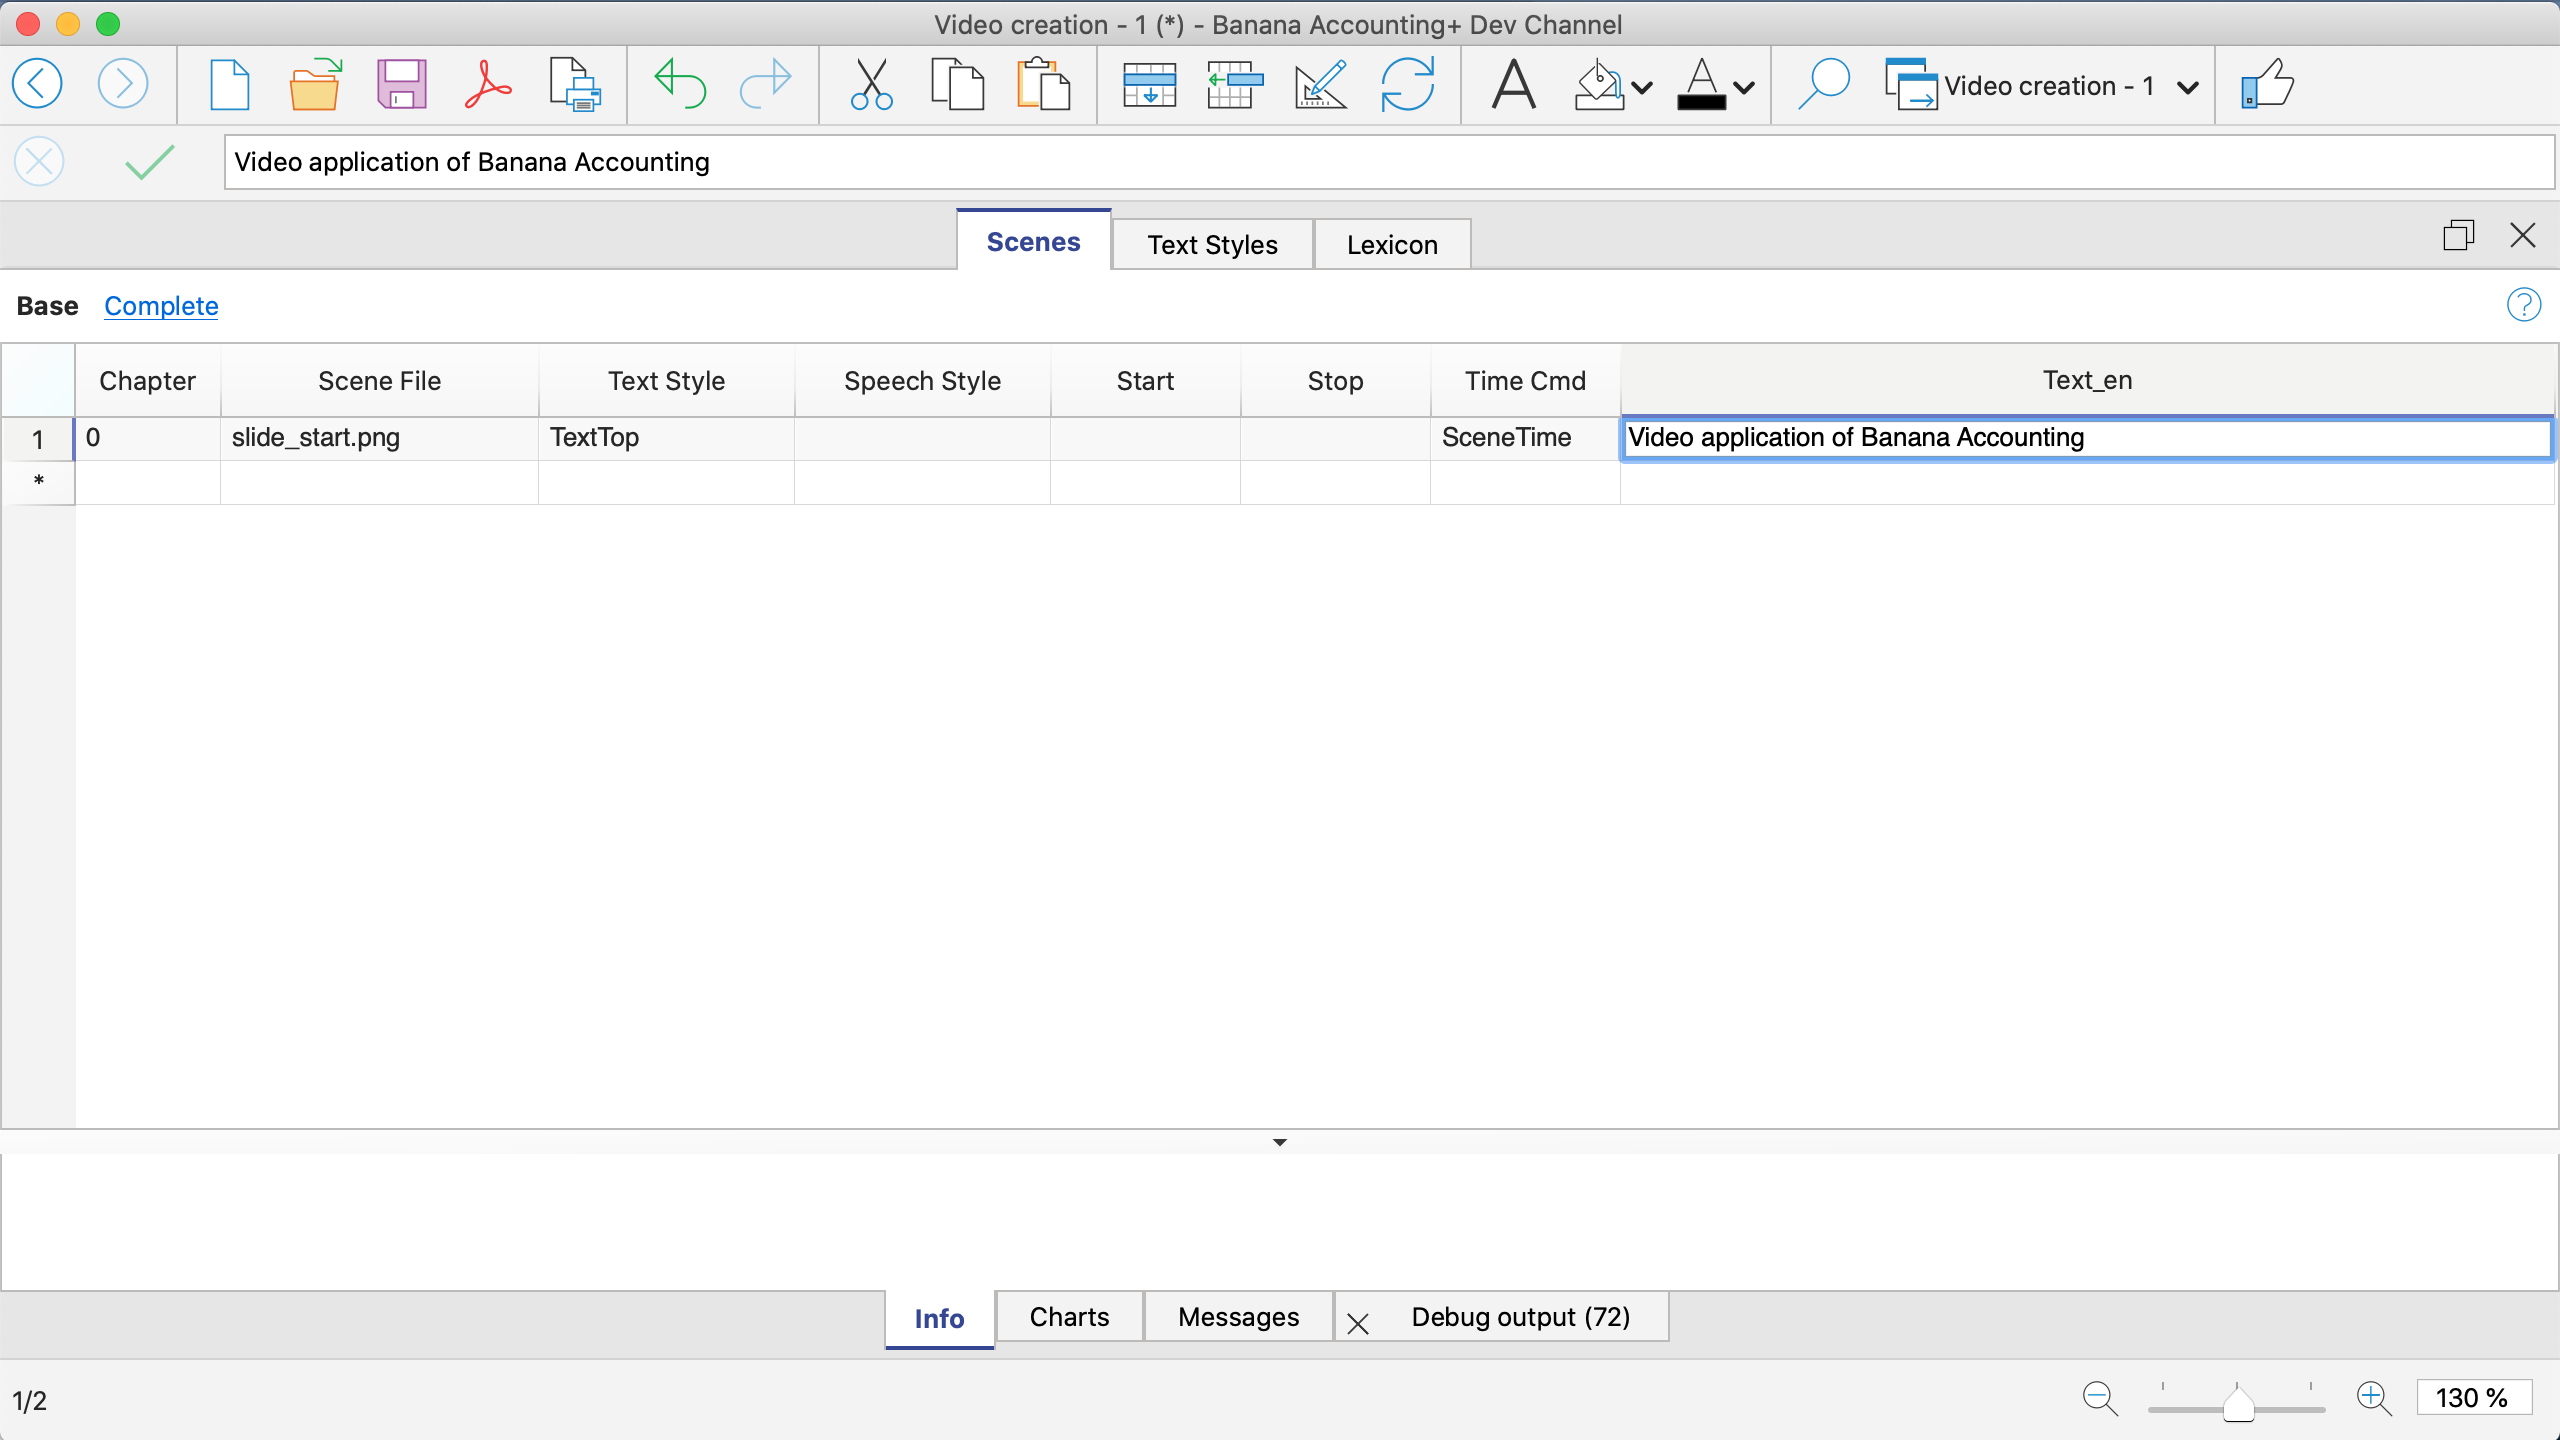 Video creation - 1 (*) - Banana Accounting+ Dev Channel
Video creation - 1
Video application of Banana Accounting
Scenes Text Styles Lexicon
Base Complete
Chapter Scene File Text Style Speech Style Start Stop Time Cmd Text_en
1 0 slide_start.png TextTop SceneTime Video application of Banana Accounting
*
Info Charts Messages Debug output (72)
1/2 130 %